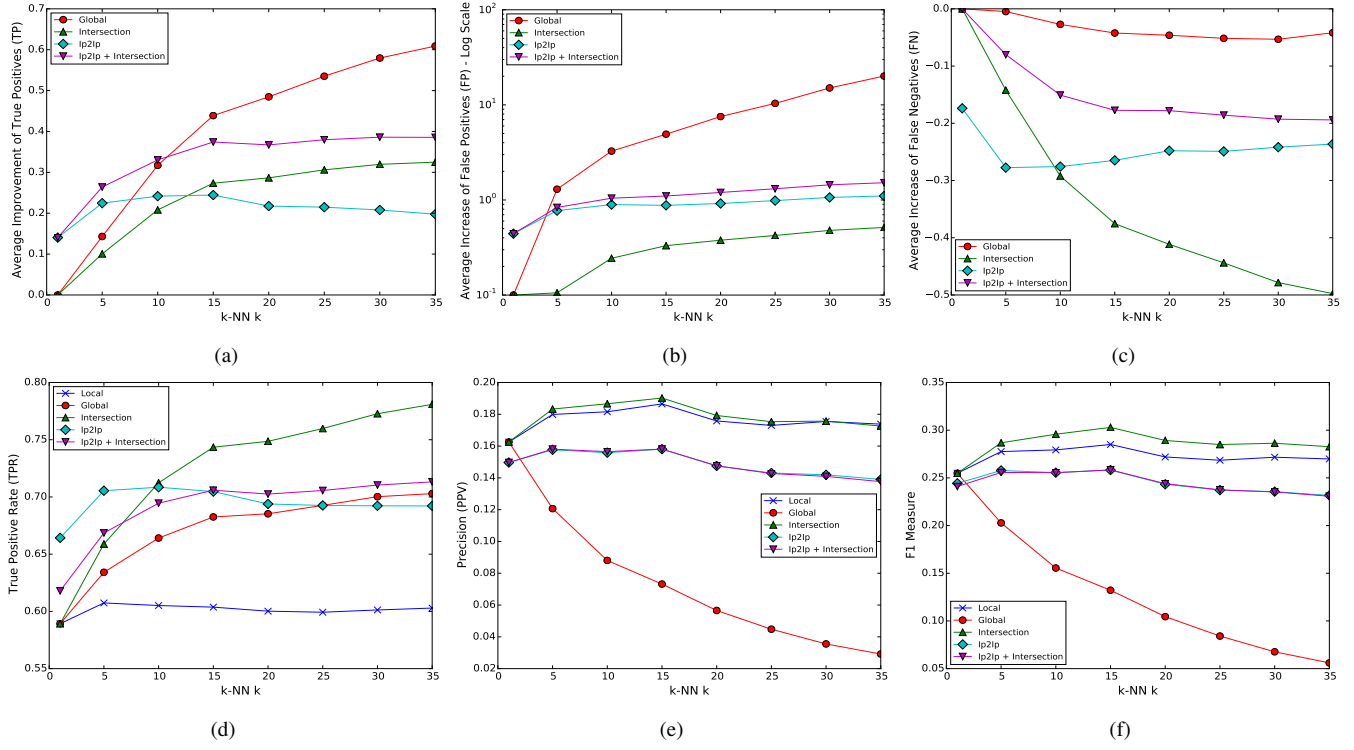 Average Improvement of True Positives (TP)
0.7
0.6
0.5
0.4
0.3
0.2
0.1
0.0
0
5
10
15
20
25
30
35
k-NN k
Global
Intersection
Ip2Ip
Ip2Ip + Intersection
(a)
Average Increase of False Positives (FP) - Log Scale
10^2
10^1
10^0
10^-1
0
5
10
15
20
25
30
35
k-NN k
Global
Intersection
Ip2Ip
Ip2Ip + Intersection
(b)
Average Increase of False Negatives (FN)
0.0
−0.1
−0.2
−0.3
−0.4
−0.5
0
5
10
15
20
25
30
35
k-NN k
Global
Intersection
Ip2Ip
Ip2Ip + Intersection
(c)
True Positive Rate (TPR)
0.80
0.75
0.70
0.65
0.60
0.55
0
5
10
15
20
25
30
35
k-NN k
Local
Global
Intersection
Ip2Ip
Ip2Ip + Intersection
(d)
Precision (PPV)
0.20
0.18
0.16
0.14
0.12
0.10
0.08
0.06
0.04
0.02
0
5
10
15
20
25
30
35
k-NN k
Local
Global
Intersection
Ip2Ip
Ip2Ip + Intersection
(e)
F1 Measure
0.35
0.30
0.25
0.20
0.15
0.10
0.05
0
5
10
15
20
25
30
35
k-NN k
Local
Global
Intersection
Ip2Ip
Ip2Ip + Intersection
(f)